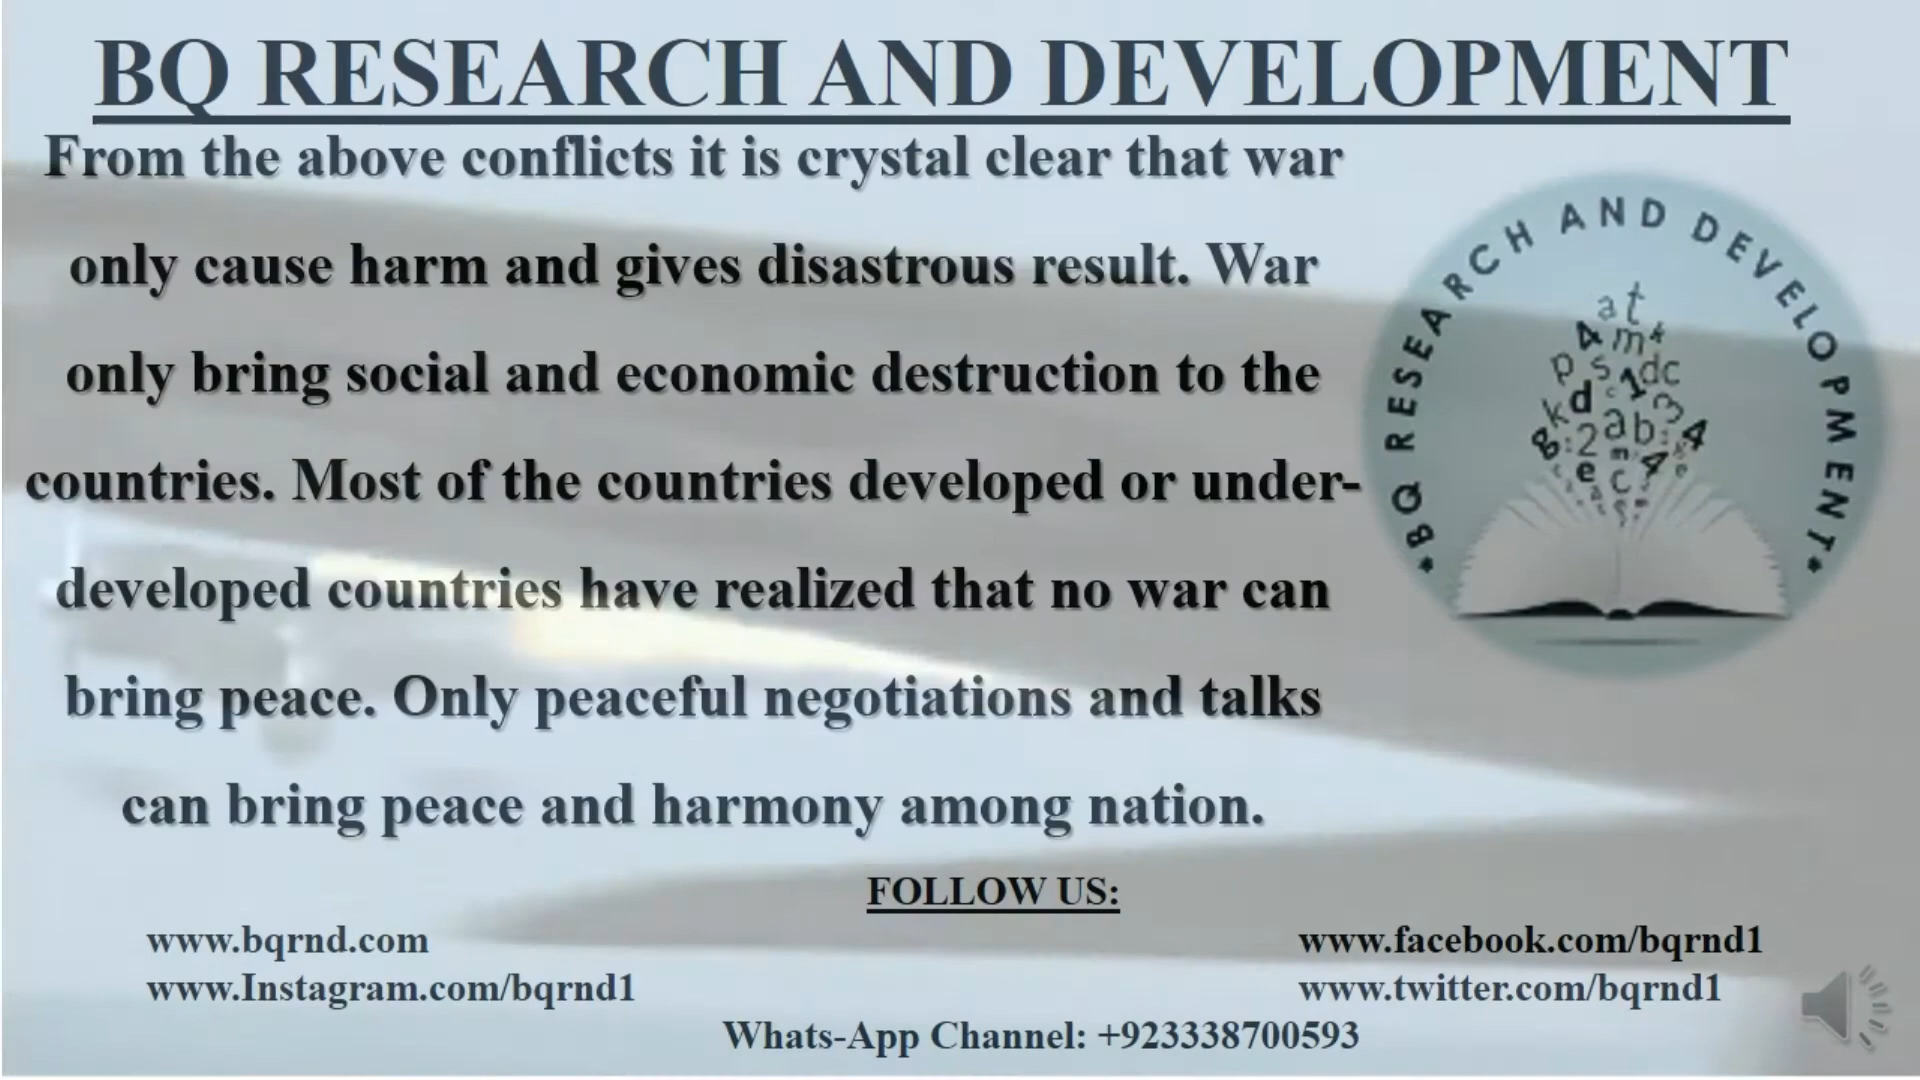 BQ RESEARCH AND DEVELOPMENT
From the above conflicts it is crystal clear that war
only cause harm and gives disastrous result. War
only bring social and economic destruction to the
countries. Most of the countries developed or under-
developed countries have realized that no war can
bring peace. Only peaceful negotiations and talks
can bring peace and harmony among nation.
BQ RESEARCH AND DEVELOPMENT
FOLLOW US:
www.bqrnd.com
www.facebook.com/bqrnd1
www.Instagram.com/bqrnd1
www.twitter.com/bqrnd1
Whats-App Channel: +923338700593